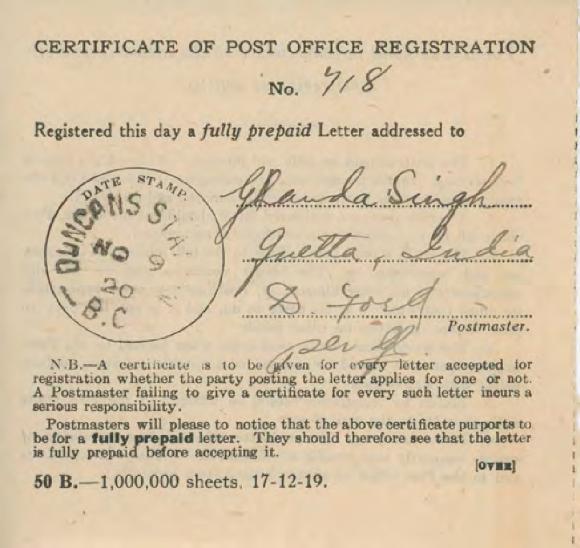 CERTIFICATE OF POST OFFICE REGISTRATION
No. 718
Registered this day a fully prepaid Letter addressed to
DATE STAMP.
DUNCANS STA
NO 9
20
B.C
Singh
Quetta, India
D. Ford
Postmaster.
per
N.B.—A certificate is to be given for every letter accepted for
registration whether the party posting the letter applies for one or not.
A Postmaster failing to give a certificate for every such letter incurs a
serious responsibility.
Postmasters will please to notice that the above certificate purports to
be for a fully prepaid letter. They should therefore see that the letter
is fully prepaid before accepting it.
[OVER]
50 B.—1,000,000 sheets, 17-12-19.